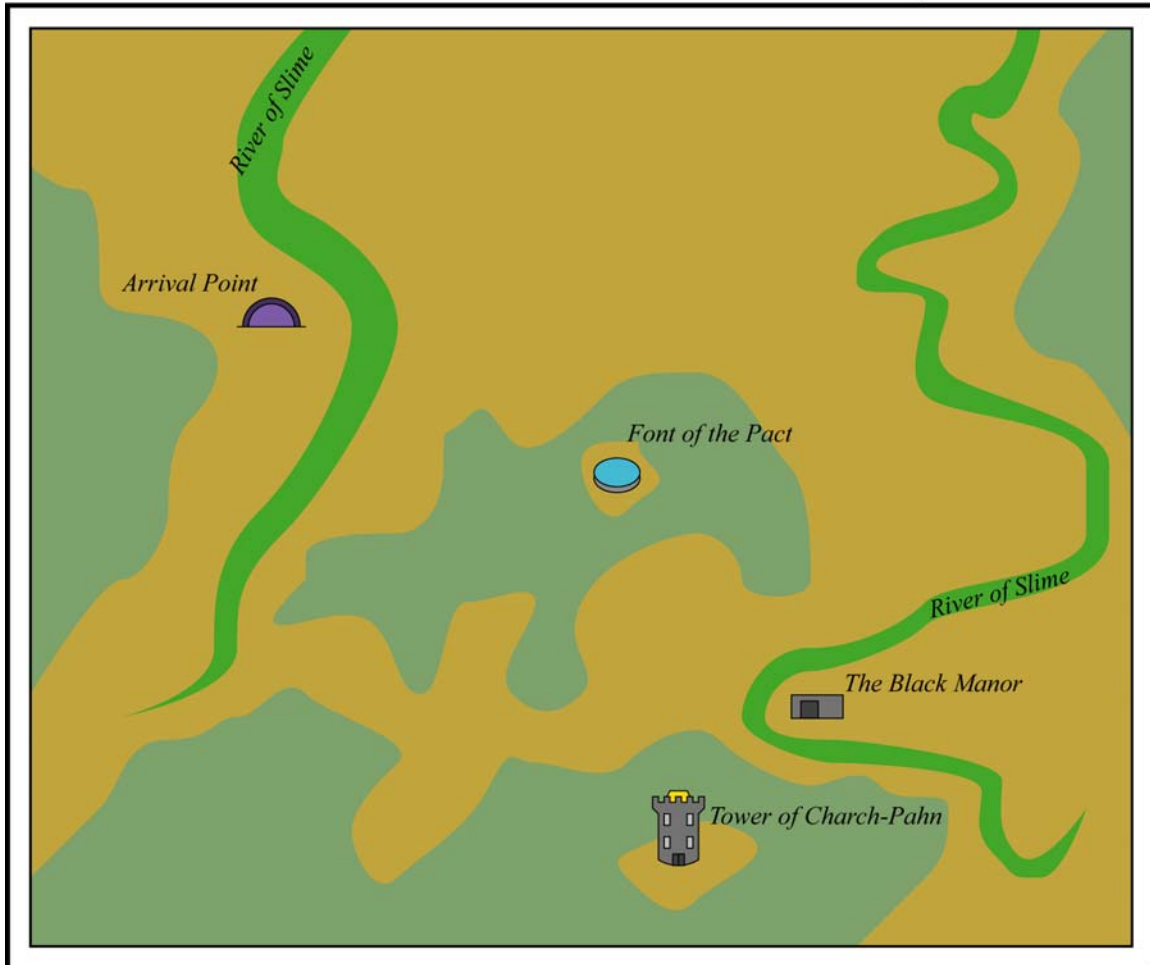 River of Slime
Arrival Point
Font of the Pact
River of Slime
The Black Manor
Tower of Charch-Pahn